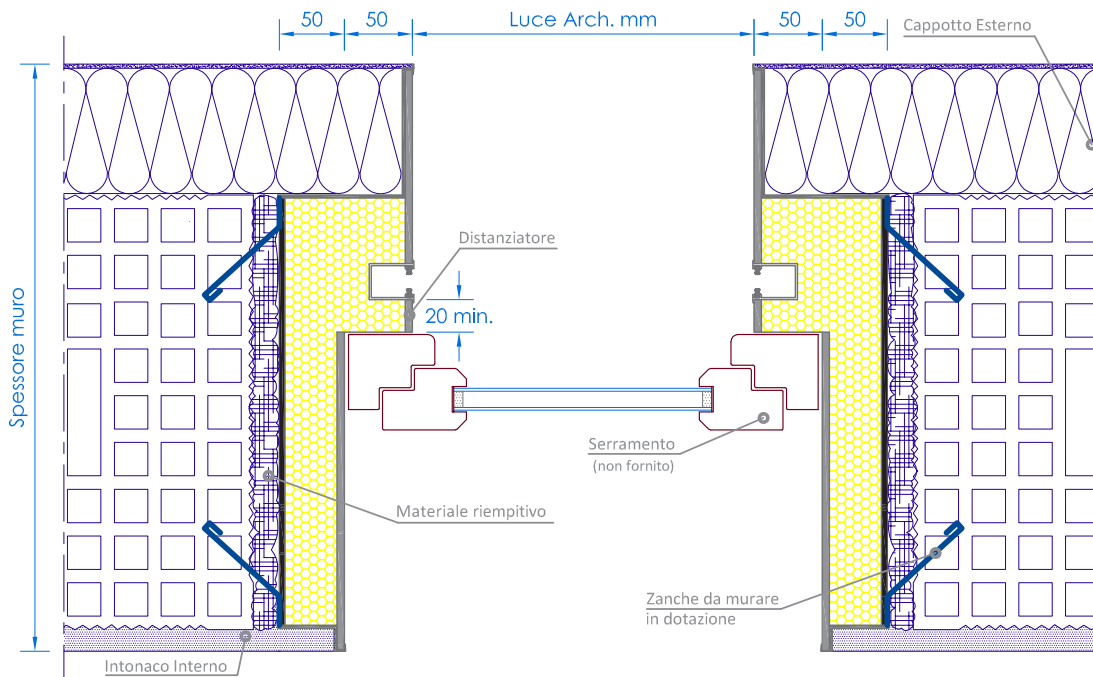 50 50 Luce Arch. mm 50 50
Cappotto Esterno
Distanziatore
20 min.
Spessore muro
Serramento
(non fornito)
Materiale riempitivo
Zanche da murare
in dotazione
Intonaco Interno